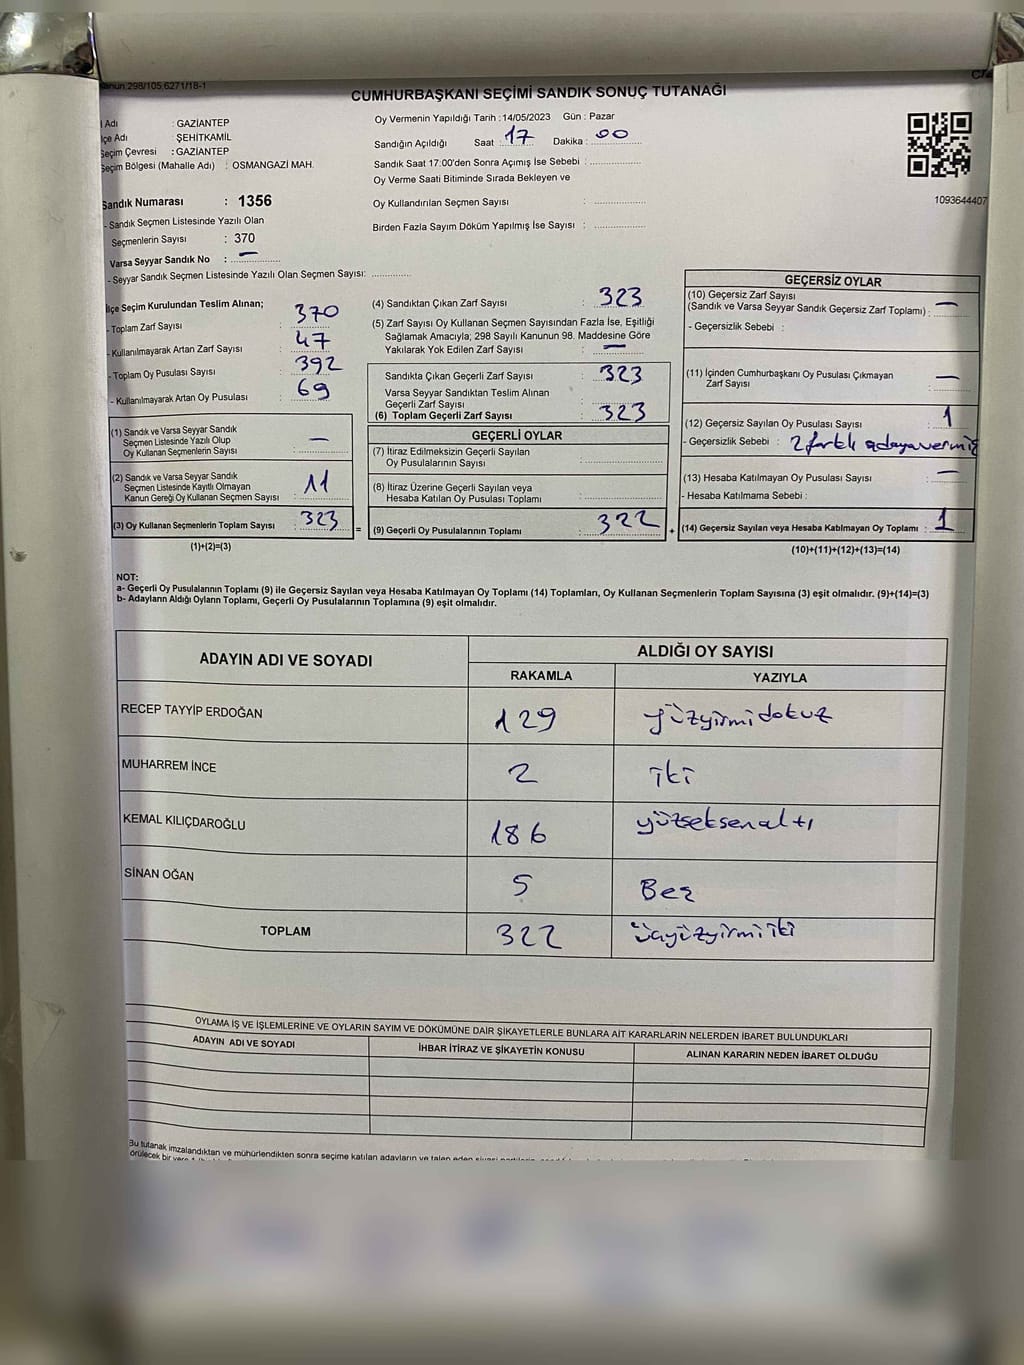 CUMHURBAŞKANI SEÇİMİ SANDIK SONUÇ TUTANAĞI
298/105,6271/18-1
Adı : GAZİANTEP
Adı : ŞEHİTKAMİL
Seçim Çevresi : GAZİANTEP
Seçim Bölgesi (Mahalle Adı) : OSMANGAZİ MAH.
Oy Vermenin Yapıldığı Tarih : 14/05/2023 Gün : Pazar
Sandığın Açıldığı Saat : 17 Dakika : 00
Sandık Saat 17:00'den Sonra Açımış İse Sebebi :
Oy Verme Saati Bitiminde Sırada Bekleyen ve
Oy Kullandırılan Seçmen Sayısı :
Birden Fazla Sayım Döküm Yapılmış İse Sayısı :
1093644407
Sandık Numarası : 1356
- Sandık Seçmen Listesinde Yazılı Olan
Seçmenlerin Sayısı : 370
Varsa Seyyar Sandık No : —
- Seyyar Sandık Seçmen Listesinde Yazılı Olan Seçmen Sayısı:
İlçe Seçim Kurulundan Teslim Alınan;
- Toplam Zarf Sayısı : 370
- Kullanılmayarak Artan Zarf Sayısı : 47
- Toplam Oy Pusulası Sayısı : 392
- Kullanılmayarak Artan Oy Pusulası : 69
(1) Sandık ve Varsa Seyyar Sandık
Seçmen Listesinde Yazılı Olup
Oy Kullanan Seçmenlerin Sayısı : —
(2) Sandık ve Varsa Seyyar Sandık
Seçmen Listesinde Kayıtlı Olmayan
Kanun Gereği Oy Kullanan Seçmen Sayısı : 11
(3) Oy Kullanan Seçmenlerin Toplam Sayısı : 323
(1)+(2)=(3)
(4) Sandıktan Çıkan Zarf Sayısı : 323
(5) Zarf Sayısı Oy Kullanan Seçmen Sayısından Fazla İse, Eşitliği
Sağlamak Amacıyla, 298 Sayılı Kanunun 98. Maddesine Göre
Yakılarak Yok Edilen Zarf Sayısı : —
Sandıkta Çıkan Geçerli Zarf Sayısı : 323
Varsa Seyyar Sandıktan Teslim Alınan
Geçerli Zarf Sayısı :
(6) Toplam Geçerli Zarf Sayısı : 323
GEÇERLİ OYLAR
(7) İtiraz Edilmeksizin Geçerli Sayılan
Oy Pusulalarının Sayısı :
(8) İtiraz Üzerine Geçerli Sayılan veya
Hesaba Katılan Oy Pusulası Toplamı :
= (9) Geçerli Oy Pusulalarının Toplamı : 322
GEÇERSİZ OYLAR
(10) Geçersiz Zarf Sayısı
(Sandık ve Varsa Seyyar Sandık Geçersiz Zarf Toplamı) : —
- Geçersizlik Sebebi :
(11) İçinden Cumhurbaşkanı Oy Pusulası Çıkmayan
Zarf Sayısı : —
(12) Geçersiz Sayılan Oy Pusulası Sayısı : 1
- Geçersizlik Sebebi : 2 farklı adaya vermiş
(13) Hesaba Katılmayan Oy Pusulası Sayısı : —
- Hesaba Katılmama Sebebi :
+ (14) Geçersiz Sayılan veya Hesaba Katılmayan Oy Toplamı : 1
(10)+(11)+(12)+(13)=(14)
NOT:
a- Geçerli Oy Pusulalarının Toplamı (9) ile Geçersiz Sayılan veya Hesaba Katılmayan Oy Toplamı (14) Toplamları, Oy Kullanan Seçmenlerin Toplam Sayısına (3) eşit olmalıdır. (9)+(14)=(3)
b- Adayların Aldığı Oyların Toplamı, Geçerli Oy Pusulalarının Toplamına (9) eşit olmalıdır.
ADAYIN ADI VE SOYADI ALDIĞI OY SAYISI
RAKAMLA YAZIYLA
RECEP TAYYİP ERDOĞAN 129 yüzyirmidokuz
MUHARREM İNCE 2 iki
KEMAL KILIÇDAROĞLU 186 yüzseksenaltı
SİNAN OĞAN 5 Beş
TOPLAM 322 üçyüzyirmiiki
OYLAMA İŞ VE İŞLEMLERİNE VE OYLARIN SAYIM VE DÖKÜMÜNE DAİR ŞİKAYETLERLE BUNLARA AİT KARARLARIN NELERDEN İBARET BULUNDUKLARI
ADAYIN ADI VE SOYADI İHBAR İTİRAZ VE ŞİKAYETİN KONUSU ALINAN KARARIN NEDEN İBARET OLDUĞU
Bu tutanak imzalandıktan ve mühürlendikten sonra seçime katılan adayların ve talep eden